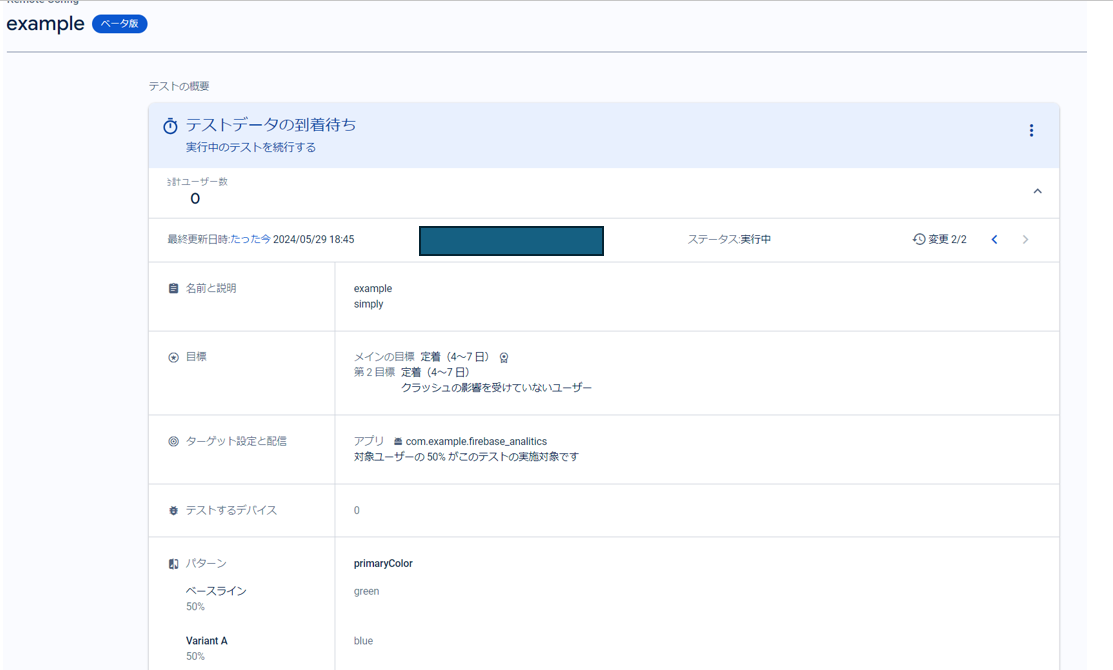 Remote Config
example ベータ版
テストの概要
テストデータの到着待ち
実行中のテストを続行する
合計ユーザー数
0
最終更新日時:たった今 2024/05/29 18:45 ステータス:実行中 変更 2/2
名前と説明 example
simply
目標 メインの目標 定着（4～7 日）
第 2 目標 定着（4～7 日）
クラッシュの影響を受けていないユーザー
ターゲット設定と配信 アプリ com.example.firebase_analitics
対象ユーザーの 50% がこのテストの実施対象です
テストするデバイス 0
パターン primaryColor
ベースライン green
50%
Variant A blue
50%